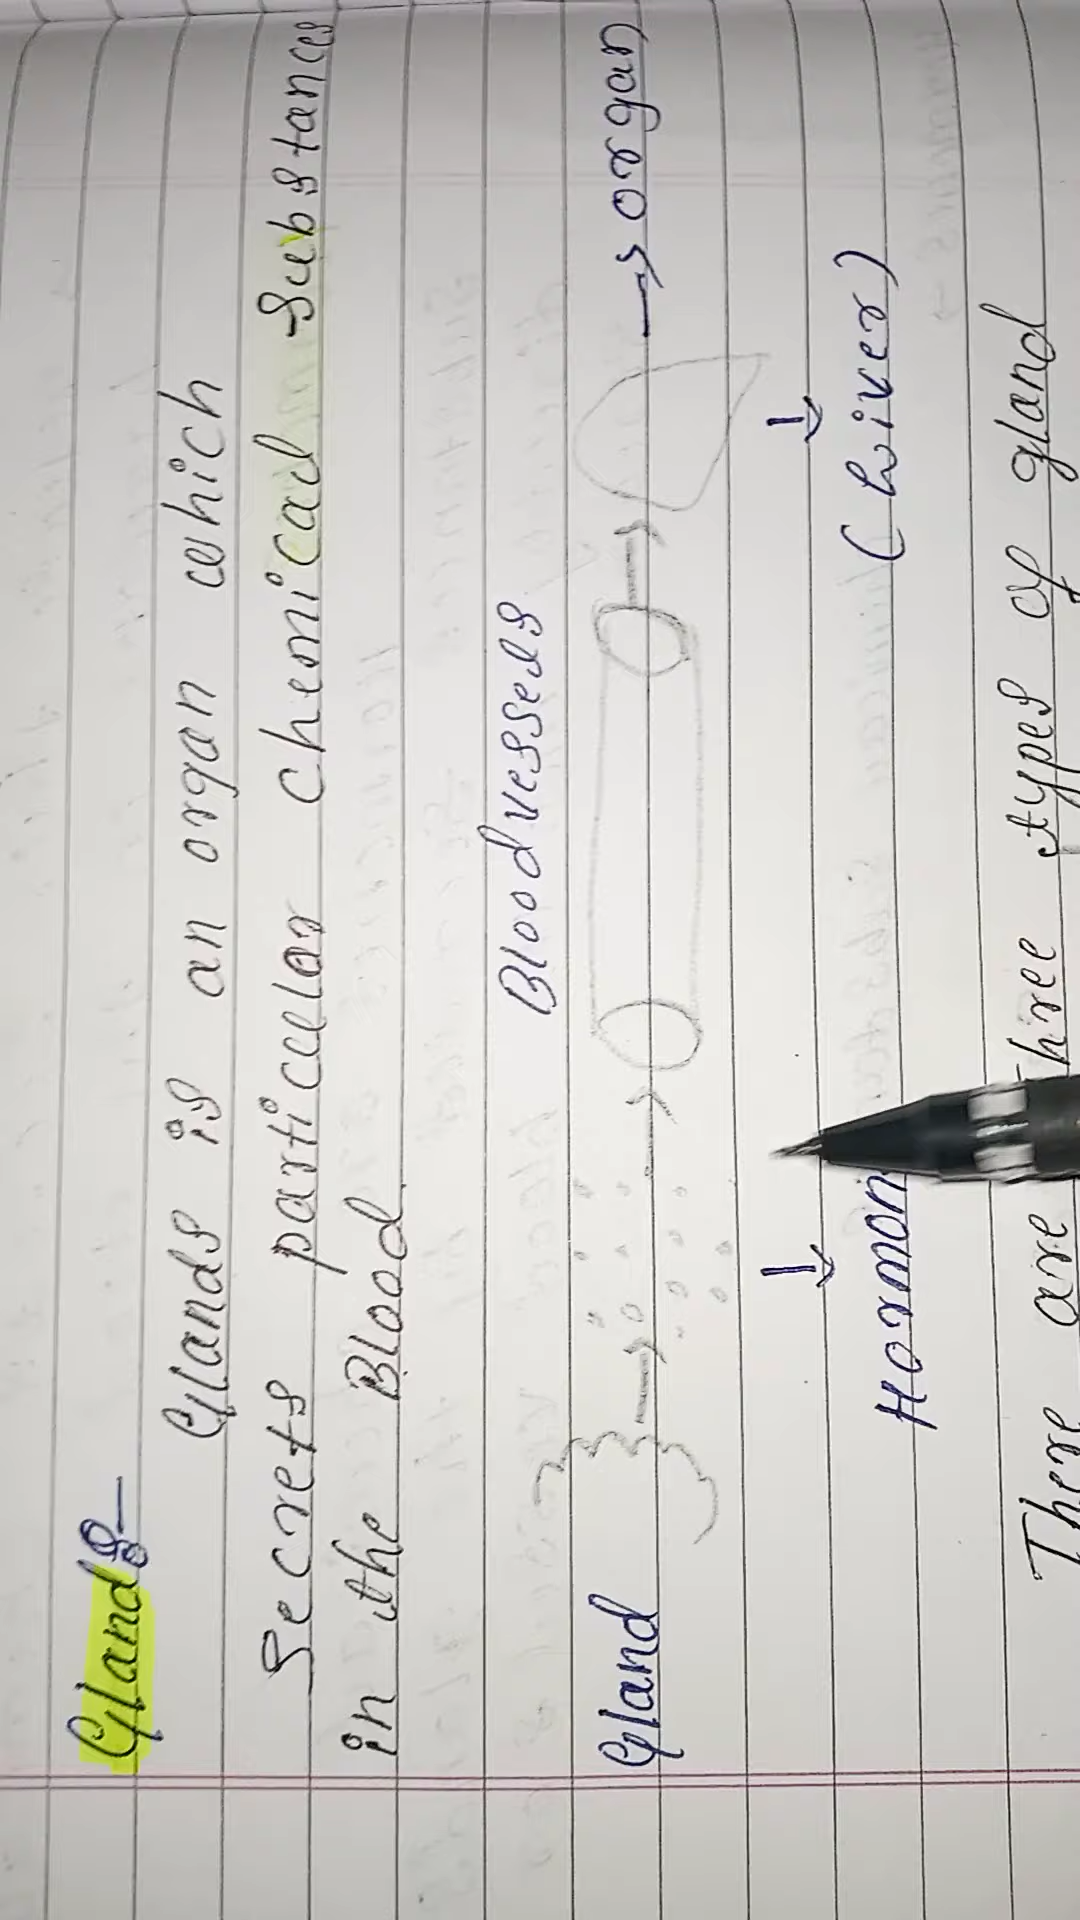 Gland:-
Glands is an organ which
Secrets particular chemical substances
in the Blood.
Blood vessels
Gland → organ
↓ ↓
Hormon (Liver)
There are three types of gland